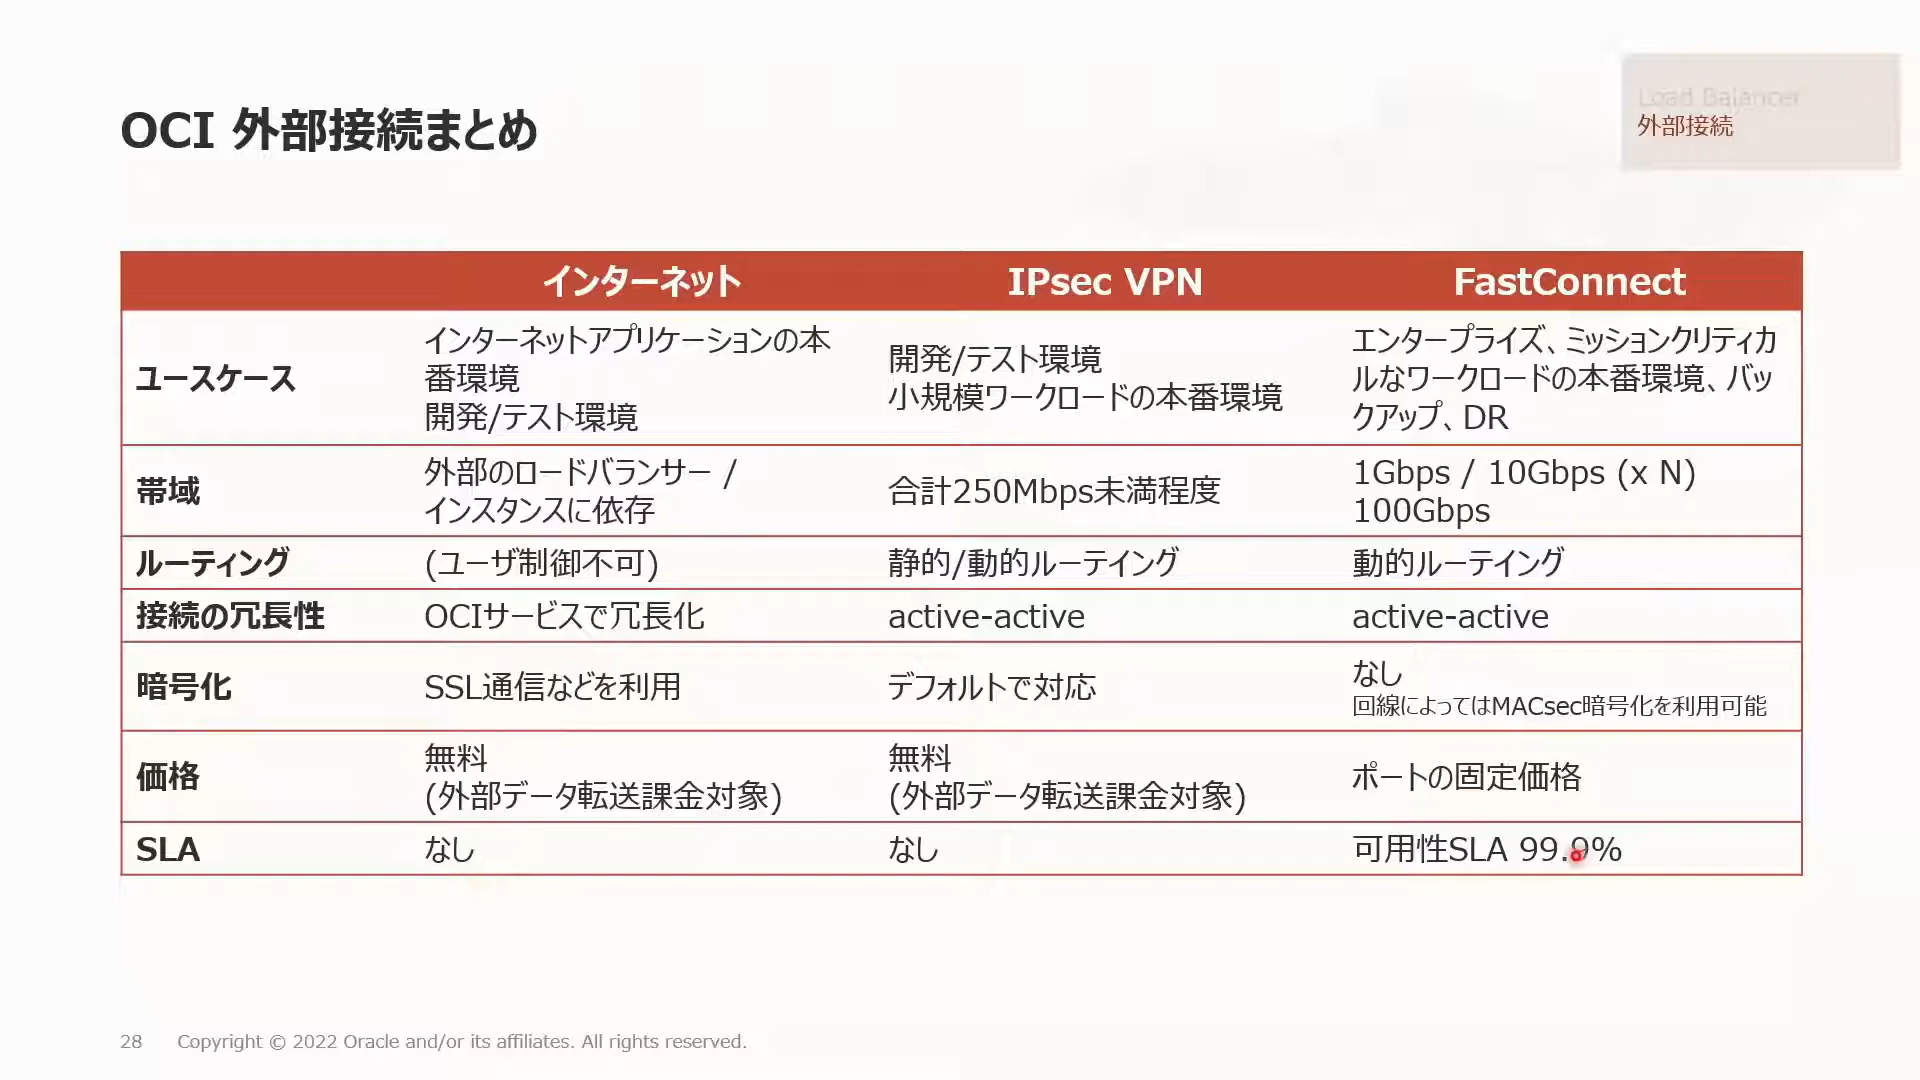 OCI 外部接続まとめ
Load Balancer
外部接続
インターネット IPsec VPN FastConnect
ユースケース
インターネットアプリケーションの本
番環境
開発/テスト環境
開発/テスト環境
小規模ワークロードの本番環境
エンタープライズ、ミッションクリティカ
ルなワークロードの本番環境、バッ
クアップ、DR
帯域
外部のロードバランサー /
インスタンスに依存
合計250Mbps未満程度
1Gbps / 10Gbps (x N)
100Gbps
ルーティング (ユーザ制御不可) 静的/動的ルーテイング 動的ルーテイング
接続の冗長性 OCIサービスで冗長化 active-active active-active
暗号化 SSL通信などを利用 デフォルトで対応
なし
回線によってはMACsec暗号化を利用可能
価格
無料
(外部データ転送課金対象)
無料
(外部データ転送課金対象)
ポートの固定価格
SLA なし なし 可用性SLA 99.9%
28 Copyright © 2022 Oracle and/or its affiliates. All rights reserved.